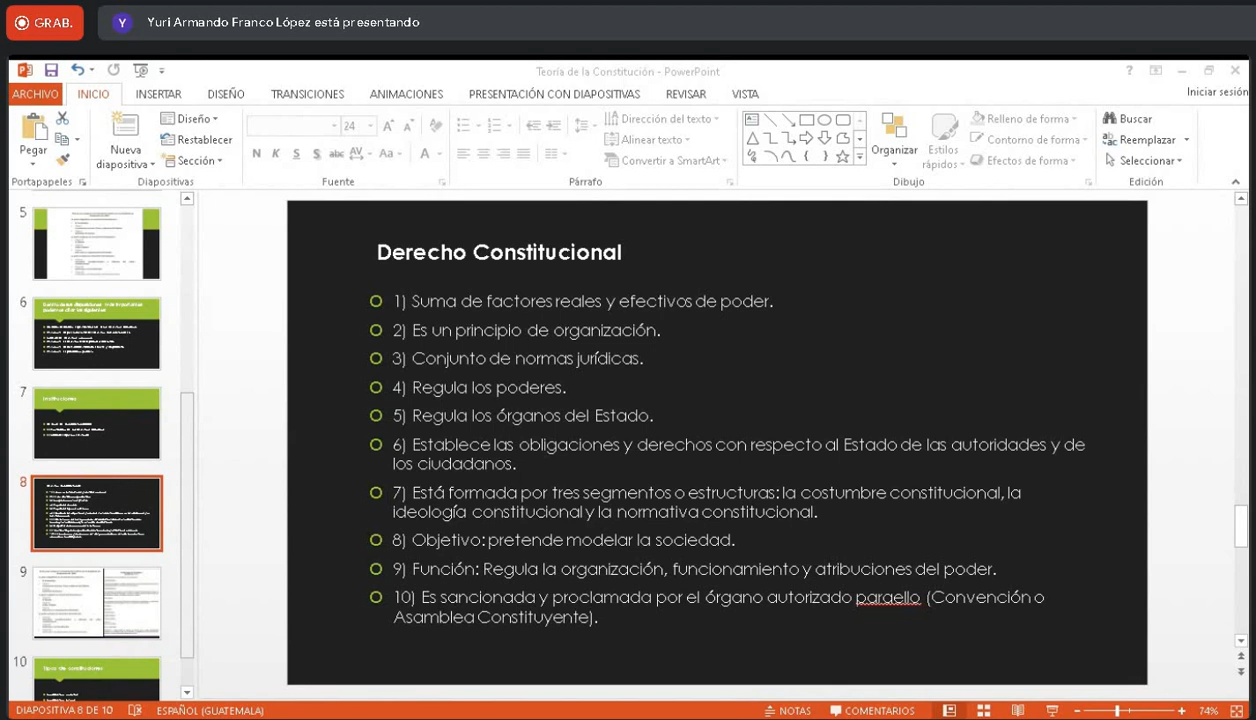 GRAB.
Y Yuri Armando Franco López está presentando
Teoría de la Constitución - PowerPoint
ARCHIVO INICIO INSERTAR DISEÑO TRANSICIONES ANIMACIONES PRESENTACIÓN CON DIAPOSITIVAS REVISAR VISTA Iniciar sesión
Pegar
Nueva diapositiva
Diseño
Restablecer
Sección
24
N K S S abc AV Aa A
Dirección del texto
Alinear texto
Convertir a SmartArt
Organizar
Estilos rápidos
Relleno de forma
Contorno de forma
Efectos de forma
Buscar
Reemplazar
Seleccionar
Portapapeles Diapositivas Fuente Párrafo Dibujo Edición
5
6
7
Instituciones
8
9
10
Tipos de constituciones
Derecho Constitucional
1) Suma de factores reales y efectivos de poder.
2) Es un principio de organización.
3) Conjunto de normas jurídicas.
4) Regula los poderes.
5) Regula los órganos del Estado.
6) Establece las obligaciones y derechos con respecto al Estado de las autoridades y de
los ciudadanos.
7) Está formada por tres segmentos o estructuras: la costumbre constitucional, la
ideología constitucional y la normativa constitucional.
8) Objetivo: pretende modelar la sociedad.
9) Función: Regula la organización, funcionamiento y atribuciones del poder.
10) Es sancionada y proclamada por el órgano autorizado paraello (Convención o
Asamblea Constituyente).
DIAPOSITIVA 8 DE 10 ESPAÑOL (GUATEMALA) NOTAS COMENTARIOS 74%